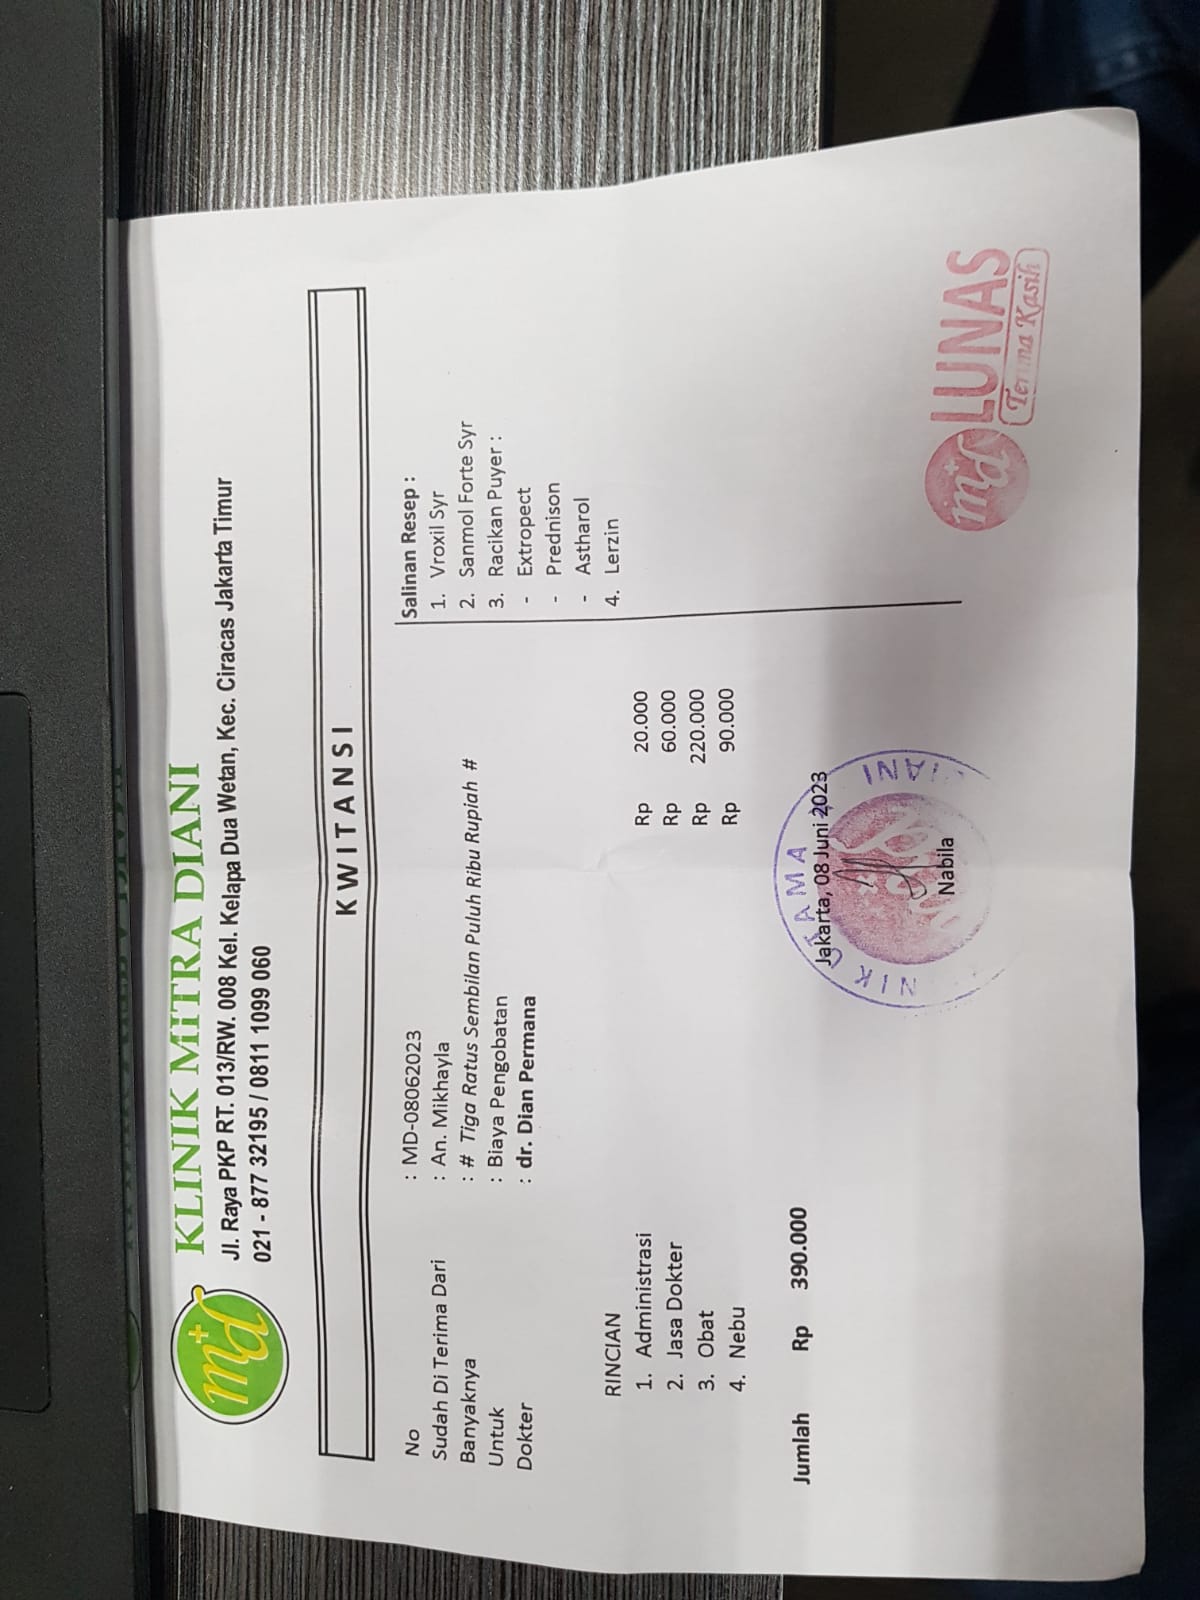 md+
KLINIK MITRA DIANI
Jl. Raya PKP RT. 013/RW. 008 Kel. Kelapa Dua Wetan, Kec. Ciracas Jakarta Timur
021 - 877 32195 / 0811 1099 060
KWITANSI
No : MD-08062023
Sudah Di Terima Dari : An. Mikhayla
Banyaknya : # Tiga Ratus Sembilan Puluh Ribu Rupiah #
Untuk : Biaya Pengobatan
Dokter : dr. Dian Permana
RINCIAN
1. Administrasi Rp 20.000
2. Jasa Dokter Rp 60.000
3. Obat Rp 220.000
4. Nebu Rp 90.000
Jumlah Rp 390.000
Salinan Resep :
1. Vroxil Syr
2. Sanmol Forte Syr
3. Racikan Puyer :
- Extropect
- Prednison
- Astharol
4. Lerzin
Jakarta, 08 Juni 2023
NIK UTAMA DIANI
Nabila
md+ LUNAS
Terima Kasih